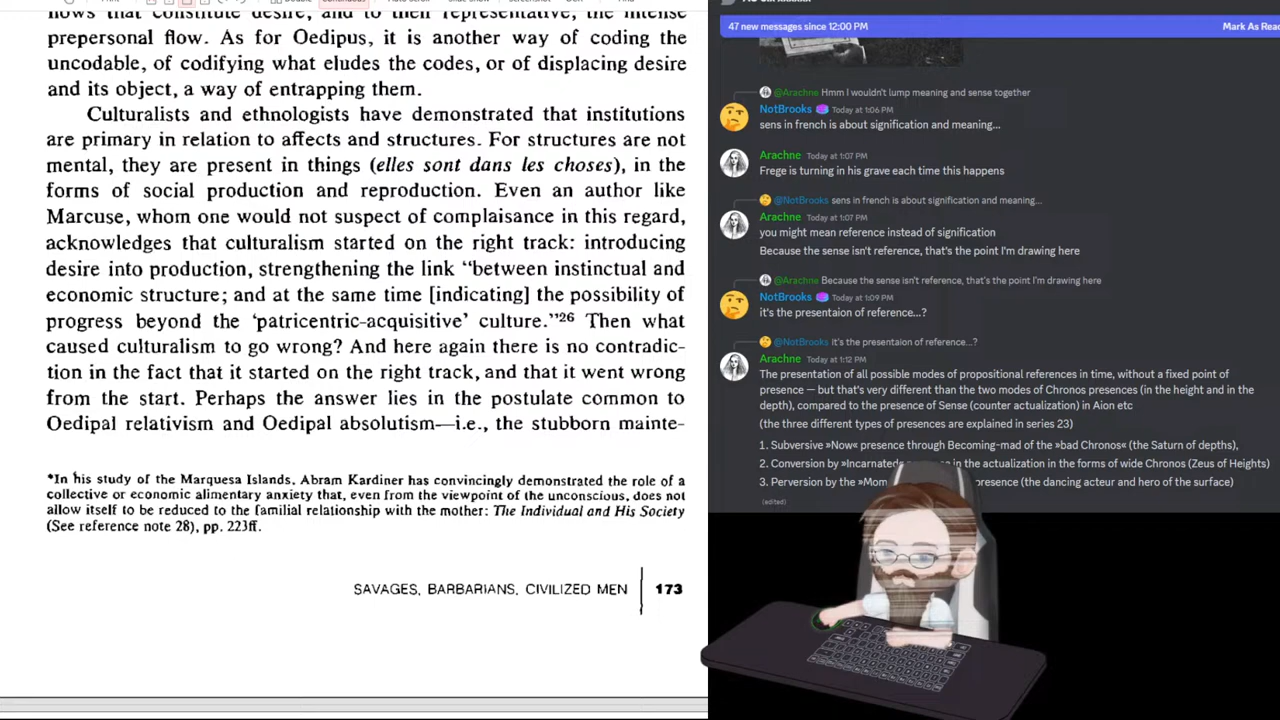 flows that constitute desire, and to their representative, the intense
prepersonal flow. As for Oedipus, it is another way of coding the
uncodable, of codifying what eludes the codes, or of displacing desire
and its object, a way of entrapping them.
Culturalists and ethnologists have demonstrated that institutions
are primary in relation to affects and structures. For structures are not
mental, they are present in things (elles sont dans les choses), in the
forms of social production and reproduction. Even an author like
Marcuse, whom one would not suspect of complaisance in this regard,
acknowledges that culturalism started on the right track: introducing
desire into production, strengthening the link “between instinctual and
economic structure; and at the same time [indicating] the possibility of
progress beyond the ‘patricentric-acquisitive’ culture.”26 Then what
caused culturalism to go wrong? And here again there is no contradic-
tion in the fact that it started on the right track, and that it went wrong
from the start. Perhaps the answer lies in the postulate common to
Oedipal relativism and Oedipal absolutism—i.e., the stubborn mainte-
*In his study of the Marquesa Islands, Abram Kardiner has convincingly demonstrated the role of a
collective or economic alimentary anxiety that, even from the viewpoint of the unconscious, does not
allow itself to be reduced to the familial relationship with the mother: The Individual and His Society
(See reference note 28), pp. 223ff.
SAVAGES, BARBARIANS, CIVILIZED MEN 173
47 new messages since 12:00 PM Mark As Rea
@Arachne Hmm I wouldn't lump meaning and sense together
NotBrooks Today at 1:06 PM
sens in french is about signification and meaning...
Arachne Today at 1:07 PM
Frege is turning in his grave each time this happens
@NotBrooks sens in french is about signification and meaning...
Arachne Today at 1:07 PM
you might mean reference instead of signification
Because the sense isn't reference, that's the point I'm drawing here
@Arachne Because the sense isn't reference, that's the point I'm drawing here
NotBrooks Today at 1:09 PM
it's the presentaion of reference...?
@NotBrooks it's the presentaion of reference...?
Arachne Today at 1:12 PM
The presentation of all possible modes of propositional references in time, without a fixed point of
presence — but that's very different than the two modes of Chronos presences (in the height and in the
depth), compared to the presence of Sense (counter actualization) in Aion etc
(the three different types of presences are explained in series 23)
1. Subversive »Now« presence through Becoming-mad of the »bad Chronos« (the Saturn of depths),
2. Conversion by »Incarnated in the actualization in the forms of wide Chronos (Zeus of Heights)
3. Perversion by the »Mom presence (the dancing acteur and hero of the surface)
(edited)